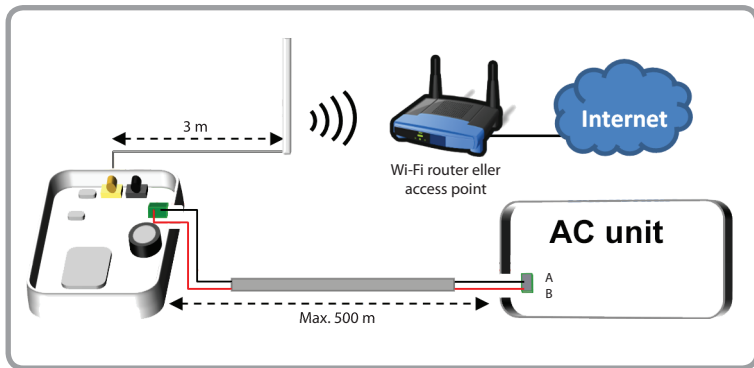 3 m
Internet
Wi-Fi router eller
access point
AC unit
A
B
Max. 500 m